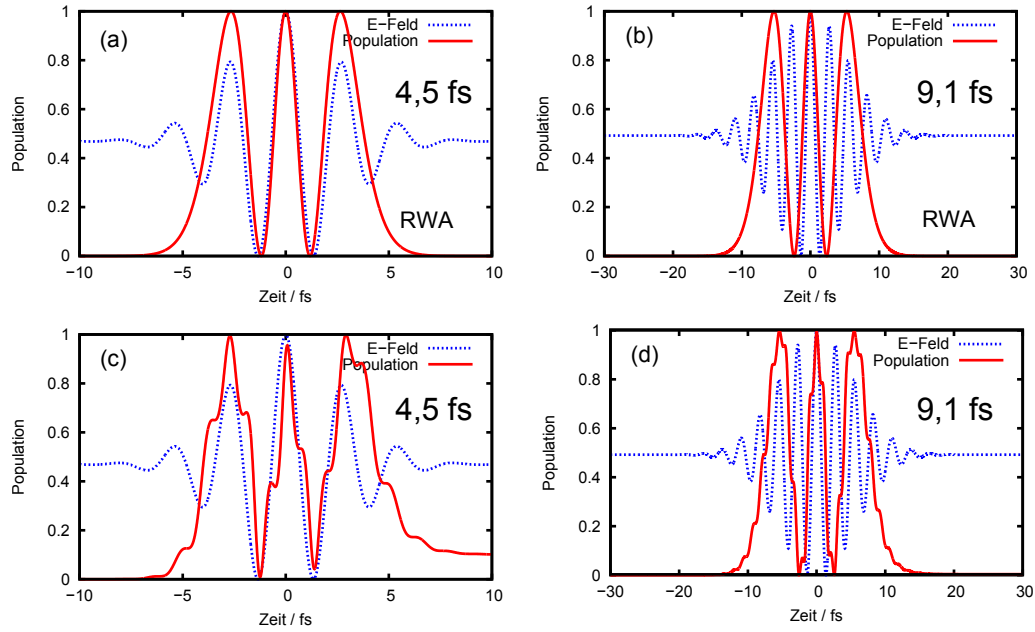 (a)
E−Feld
Population
4,5 fs
RWA
Population
0
0.2
0.4
0.6
0.8
1
−10
−5
0
5
10
Zeit / fs
(b)
E−Feld
Population
9,1 fs
RWA
Population
0
0.2
0.4
0.6
0.8
1
−30
−20
−10
0
10
20
30
Zeit / fs
(c)
E−Feld
Population
4,5 fs
Population
0
0.2
0.4
0.6
0.8
1
−10
−5
0
5
10
Zeit / fs
(d)
E−Feld
Population
9,1 fs
Population
0
0.2
0.4
0.6
0.8
1
−30
−20
−10
0
10
20
30
Zeit / fs